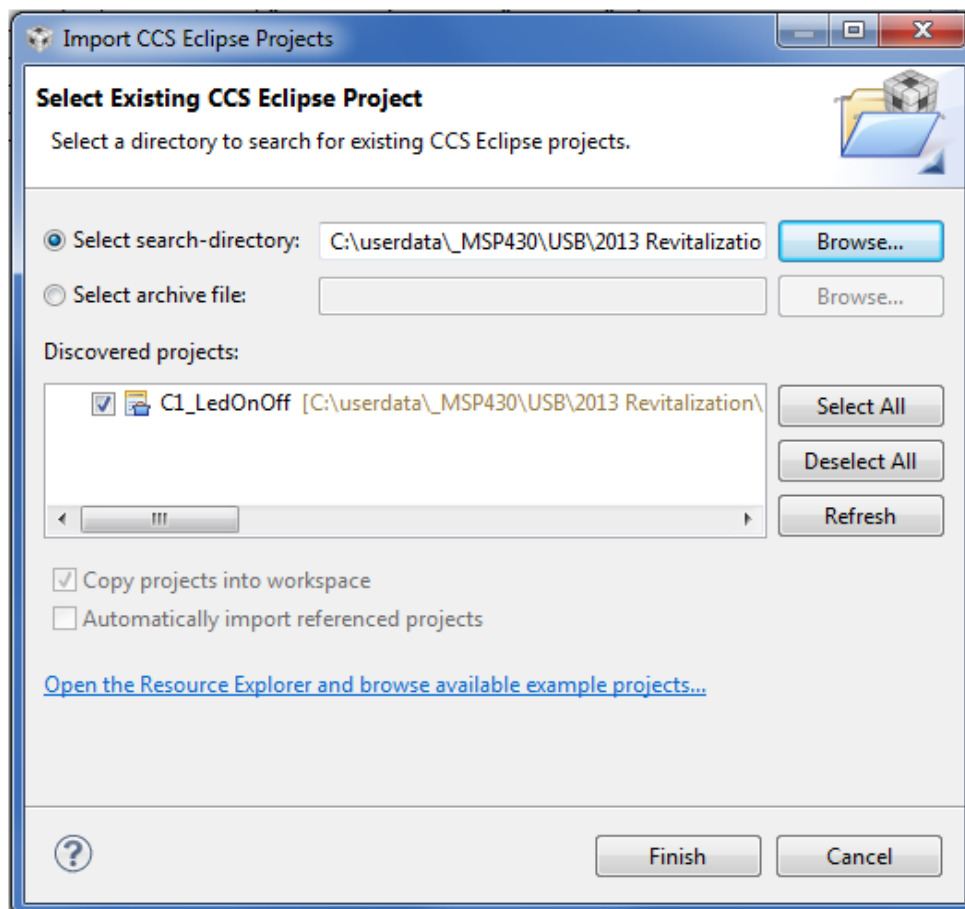 Import CCS Eclipse Projects
Select Existing CCS Eclipse Project
Select a directory to search for existing CCS Eclipse projects.
Select search-directory: C:\userdata\_MSP430\USB\2013 Revitalizatio Browse...
Select archive file: Browse...
Discovered projects:
C1_LedOnOff [C:\userdata\_MSP430\USB\2013 Revitalization\ Select All
Deselect All
Refresh
Copy projects into workspace
Automatically import referenced projects
Open the Resource Explorer and browse available example projects...
? Finish Cancel